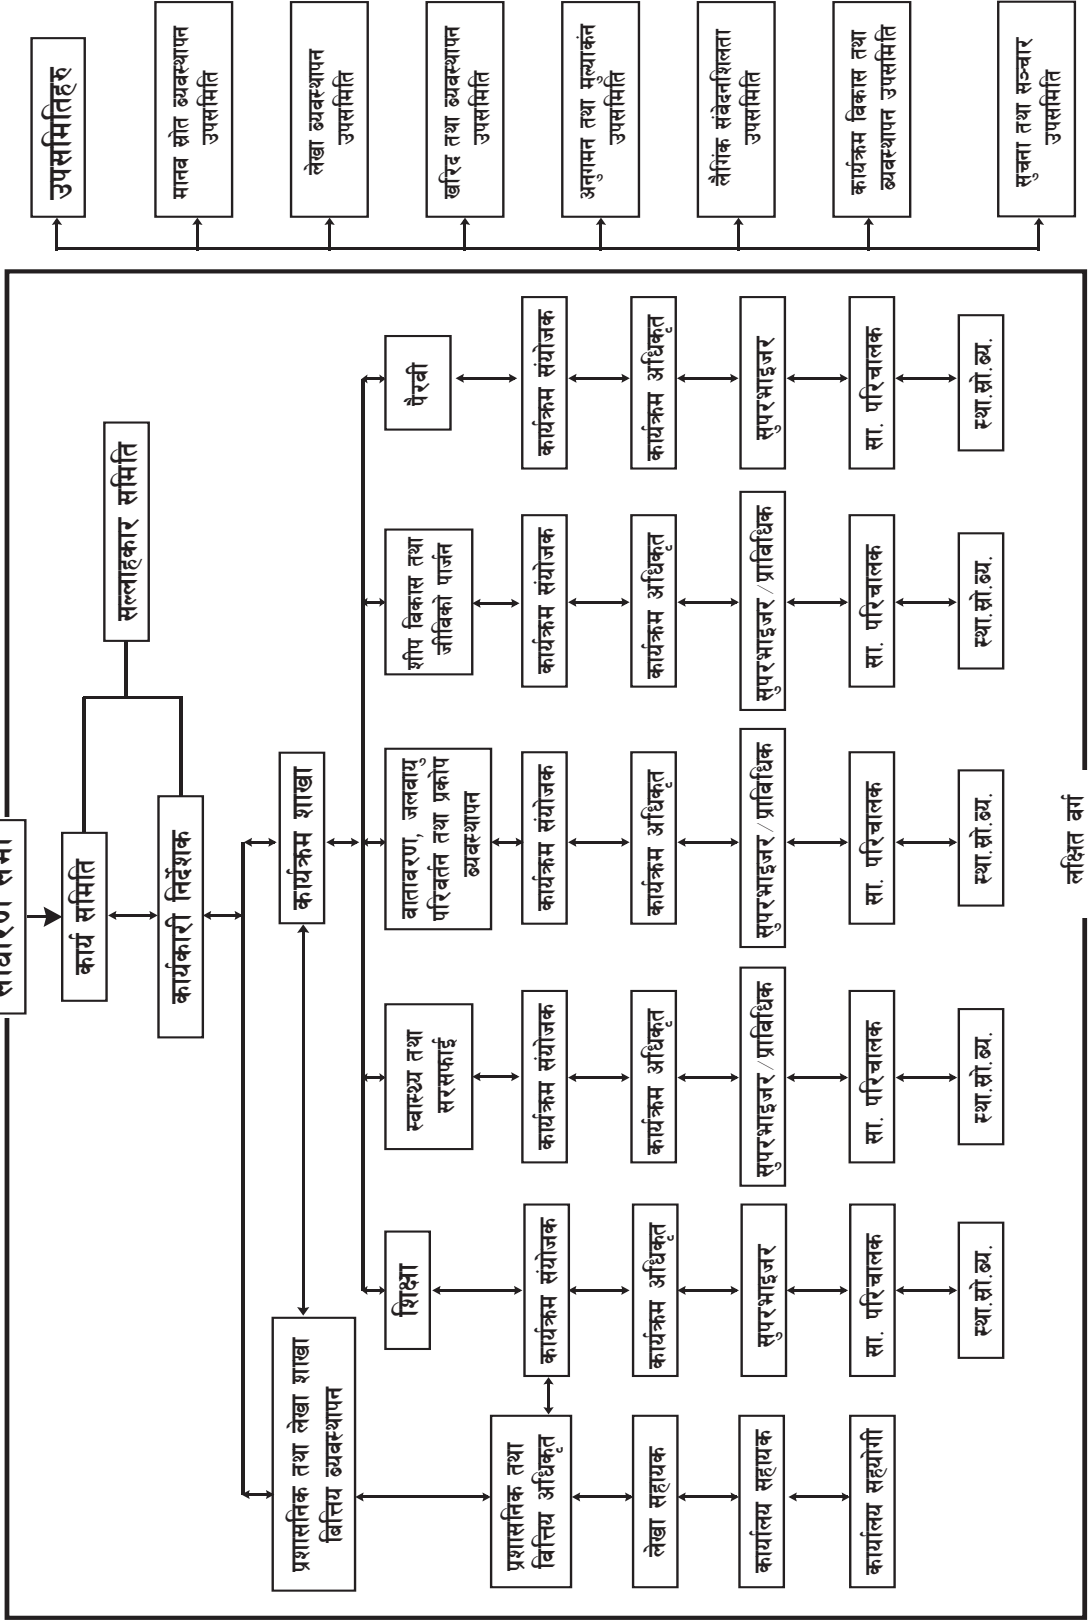 साधारण सभा
कार्य समिति
सल्लाहकार समिति
कार्यकारी निर्देशक
प्रशासनिक तथा लेखा शाखा
बित्तिय ब्यवस्थापन
कार्यक्रम शाखा
शिक्षा
स्वास्थ्य तथा
सरसफाई
वातावरण, जलवायु
परिवर्तन तथा प्रकोप
ब्यवस्थापन
शीप विकास तथा
जीविको पार्जन
पैरवी
प्रशासनिक तथा
बित्तिय अधिकृत
कार्यक्रम संयोजक
कार्यक्रम संयोजक
कार्यक्रम संयोजक
कार्यक्रम संयोजक
कार्यक्रम संयोजक
लेखा सहायक
कार्यक्रम अधिकृत
कार्यक्रम अधिकृत
कार्यक्रम अधिकृत
कार्यक्रम अधिकृत
कार्यक्रम अधिकृत
कार्यालय सहायक
सुपरभाइजर
सुपरभाइजर/प्राविधिक
सुपरभाइजर/प्राविधिक
सुपरभाइजर/प्राविधिक
सुपरभाइजर
कार्यालय सहयोगी
सा. परिचालक
सा. परिचालक
सा. परिचालक
सा. परिचालक
सा. परिचालक
स्था.स्रो.ब्य.
स्था.स्रो.ब्य.
स्था.स्रो.ब्य.
स्था.स्रो.ब्य.
स्था.स्रो.ब्य.
लक्षित वर्ग
उपसमितिहरु
मानव स्रोत ब्यवस्थापन
उपसमिति
लेखा ब्यवस्थापन
उपसमिति
खरिद तथा ब्यवस्थापन
उपसमिति
अनुगमन तथा मुल्याकंन
उपसमिति
लैगिंक संवेदनशिलता
उपसमिति
कार्यक्रम विकास तथा
ब्यवस्थापन उपसमिति
सुचना तथा सञ्चार
उपसमिति